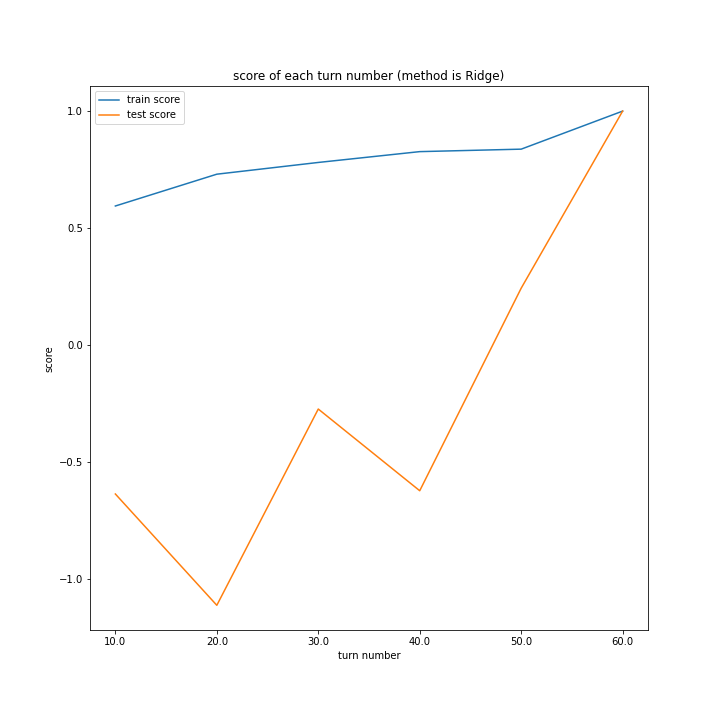 score of each turn number (method is Ridge)
train score
test score
1.0
0.5
0.0
−0.5
−1.0
score
10.0 20.0 30.0 40.0 50.0 60.0
turn number